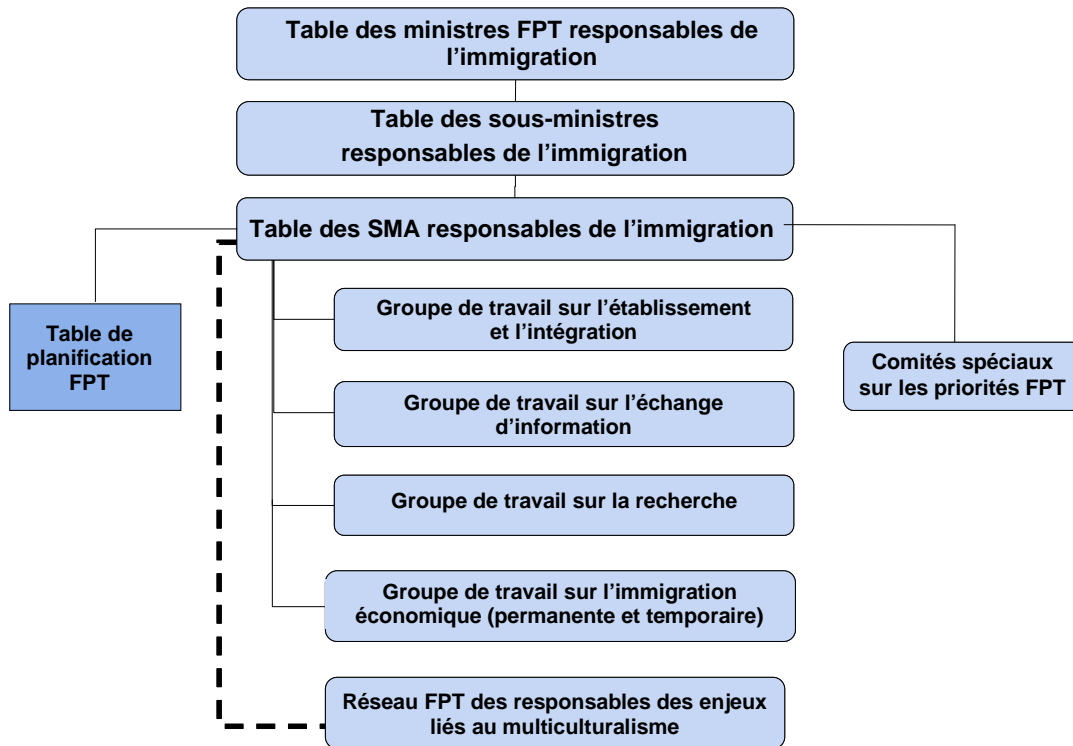 Table des ministres FPT responsables de
l'immigration
Table des sous-ministres
responsables de l'immigration
Table des SMA responsables de l'immigration
Table de
planification
FPT
Groupe de travail sur l'établissement
et l'intégration
Comités spéciaux
sur les priorités FPT
Groupe de travail sur l'échange
d'information
Groupe de travail sur la recherche
Groupe de travail sur l'immigration
économique (permanente et temporaire)
Réseau FPT des responsables des enjeux
liés au multiculturalisme